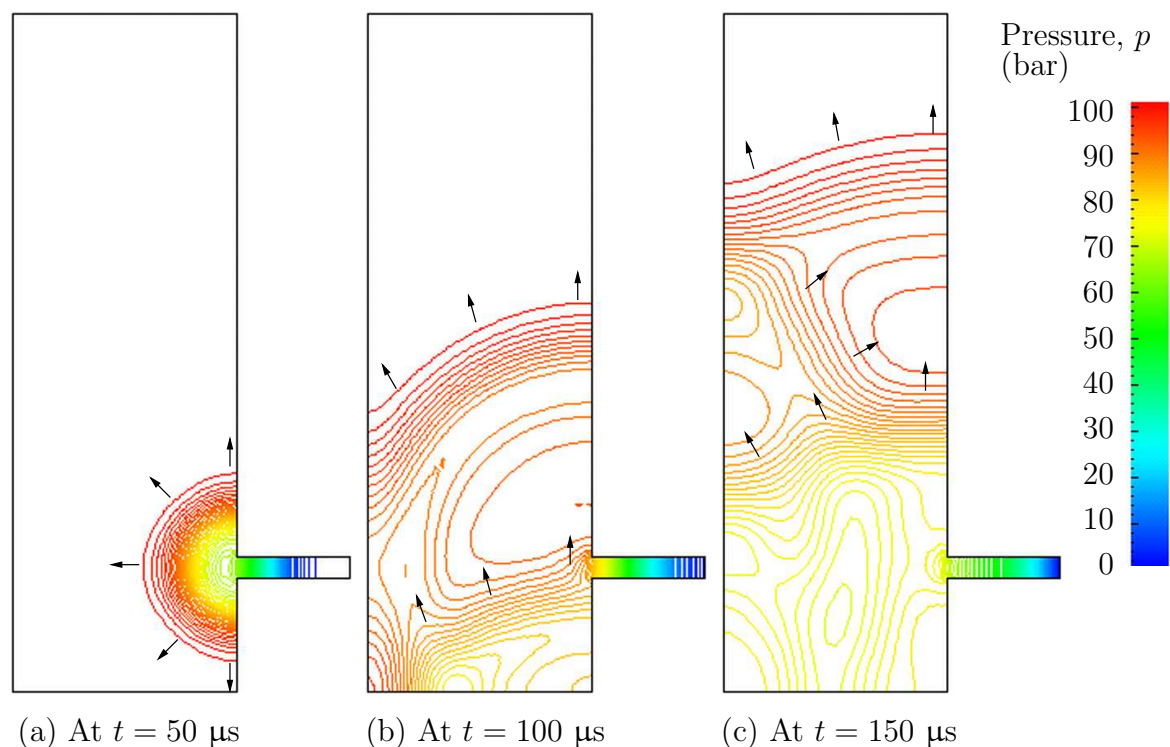 Pressure, p
(bar)
100
90
80
70
60
50
40
30
20
10
0
(a) At t = 50 µs
(b) At t = 100 µs
(c) At t = 150 µs